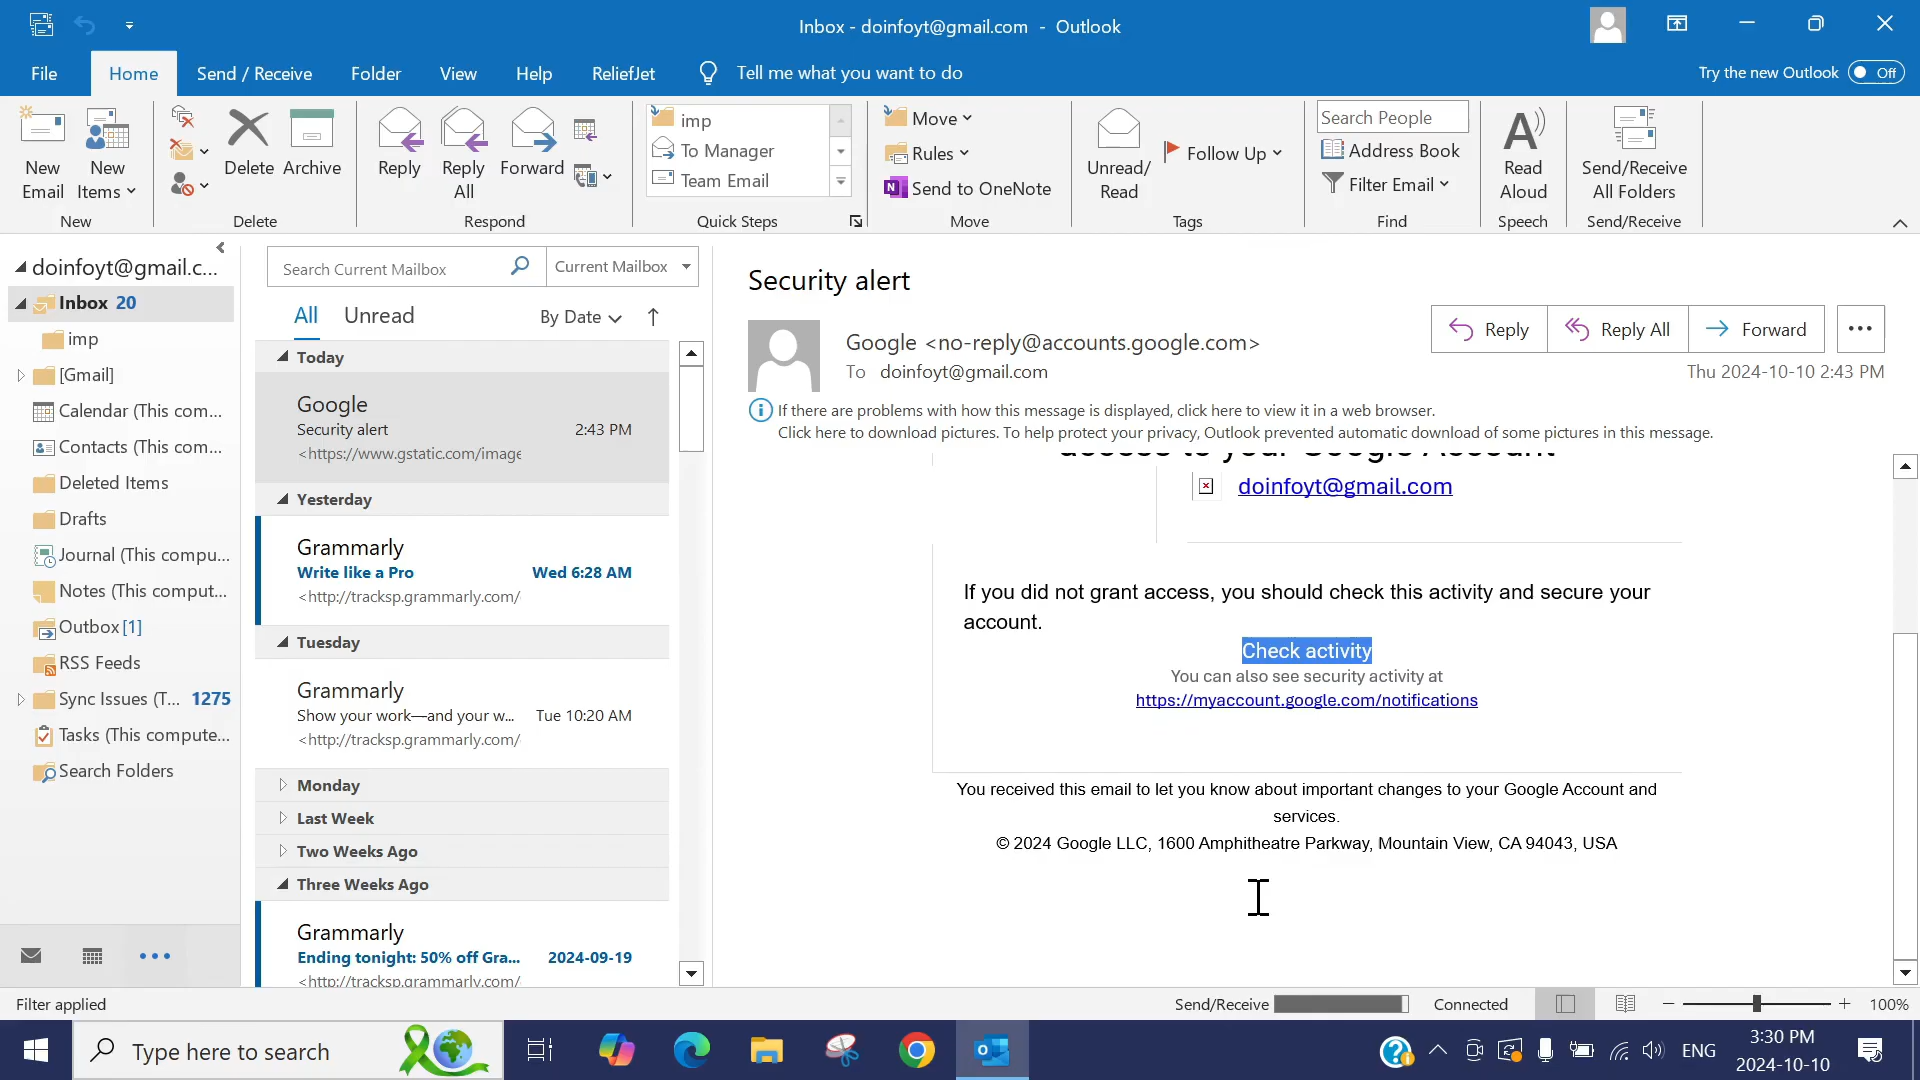 Inbox - doinfoyt@gmail.com - Outlook
File Home Send / Receive Folder View Help ReliefJet Tell me what you want to do Try the new Outlook Off
New Email
New Items
New
Delete
Archive
Delete
Reply
Reply All
Forward
Respond
imp
To Manager
Team Email
Quick Steps
Move
Rules
Send to OneNote
Move
Unread/ Read
Follow Up
Tags
Search People
Address Book
Filter Email
Find
Read Aloud
Speech
Send/Receive All Folders
Send/Receive
doinfoyt@gmail.c...
Inbox 20
imp
[Gmail]
Calendar (This com...
Contacts (This com...
Deleted Items
Drafts
Journal (This compu...
Notes (This comput...
Outbox [1]
RSS Feeds
Sync Issues (T... 1275
Tasks (This compute...
Search Folders
Search Current Mailbox Current Mailbox
All Unread By Date
Today
Google
Security alert 2:43 PM
<https://www.gstatic.com/image
Yesterday
Grammarly
Write like a Pro Wed 6:28 AM
<http://tracksp.grammarly.com/
Tuesday
Grammarly
Show your work—and your w... Tue 10:20 AM
<http://tracksp.grammarly.com/
Monday
Last Week
Two Weeks Ago
Three Weeks Ago
Grammarly
Ending tonight: 50% off Gra... 2024-09-19
<http://tracksp.grammarly.com/
Security alert
Reply Reply All Forward
Google <no-reply@accounts.google.com>
To doinfoyt@gmail.com
Thu 2024-10-10 2:43 PM
If there are problems with how this message is displayed, click here to view it in a web browser.
Click here to download pictures. To help protect your privacy, Outlook prevented automatic download of some pictures in this message.
access to your Google Account
doinfoyt@gmail.com
If you did not grant access, you should check this activity and secure your
account.
Check activity
You can also see security activity at
https://myaccount.google.com/notifications
You received this email to let you know about important changes to your Google Account and
services.
© 2024 Google LLC, 1600 Amphitheatre Parkway, Mountain View, CA 94043, USA
Filter applied Send/Receive Connected 100%
Type here to search ENG
3:30 PM
2024-10-10